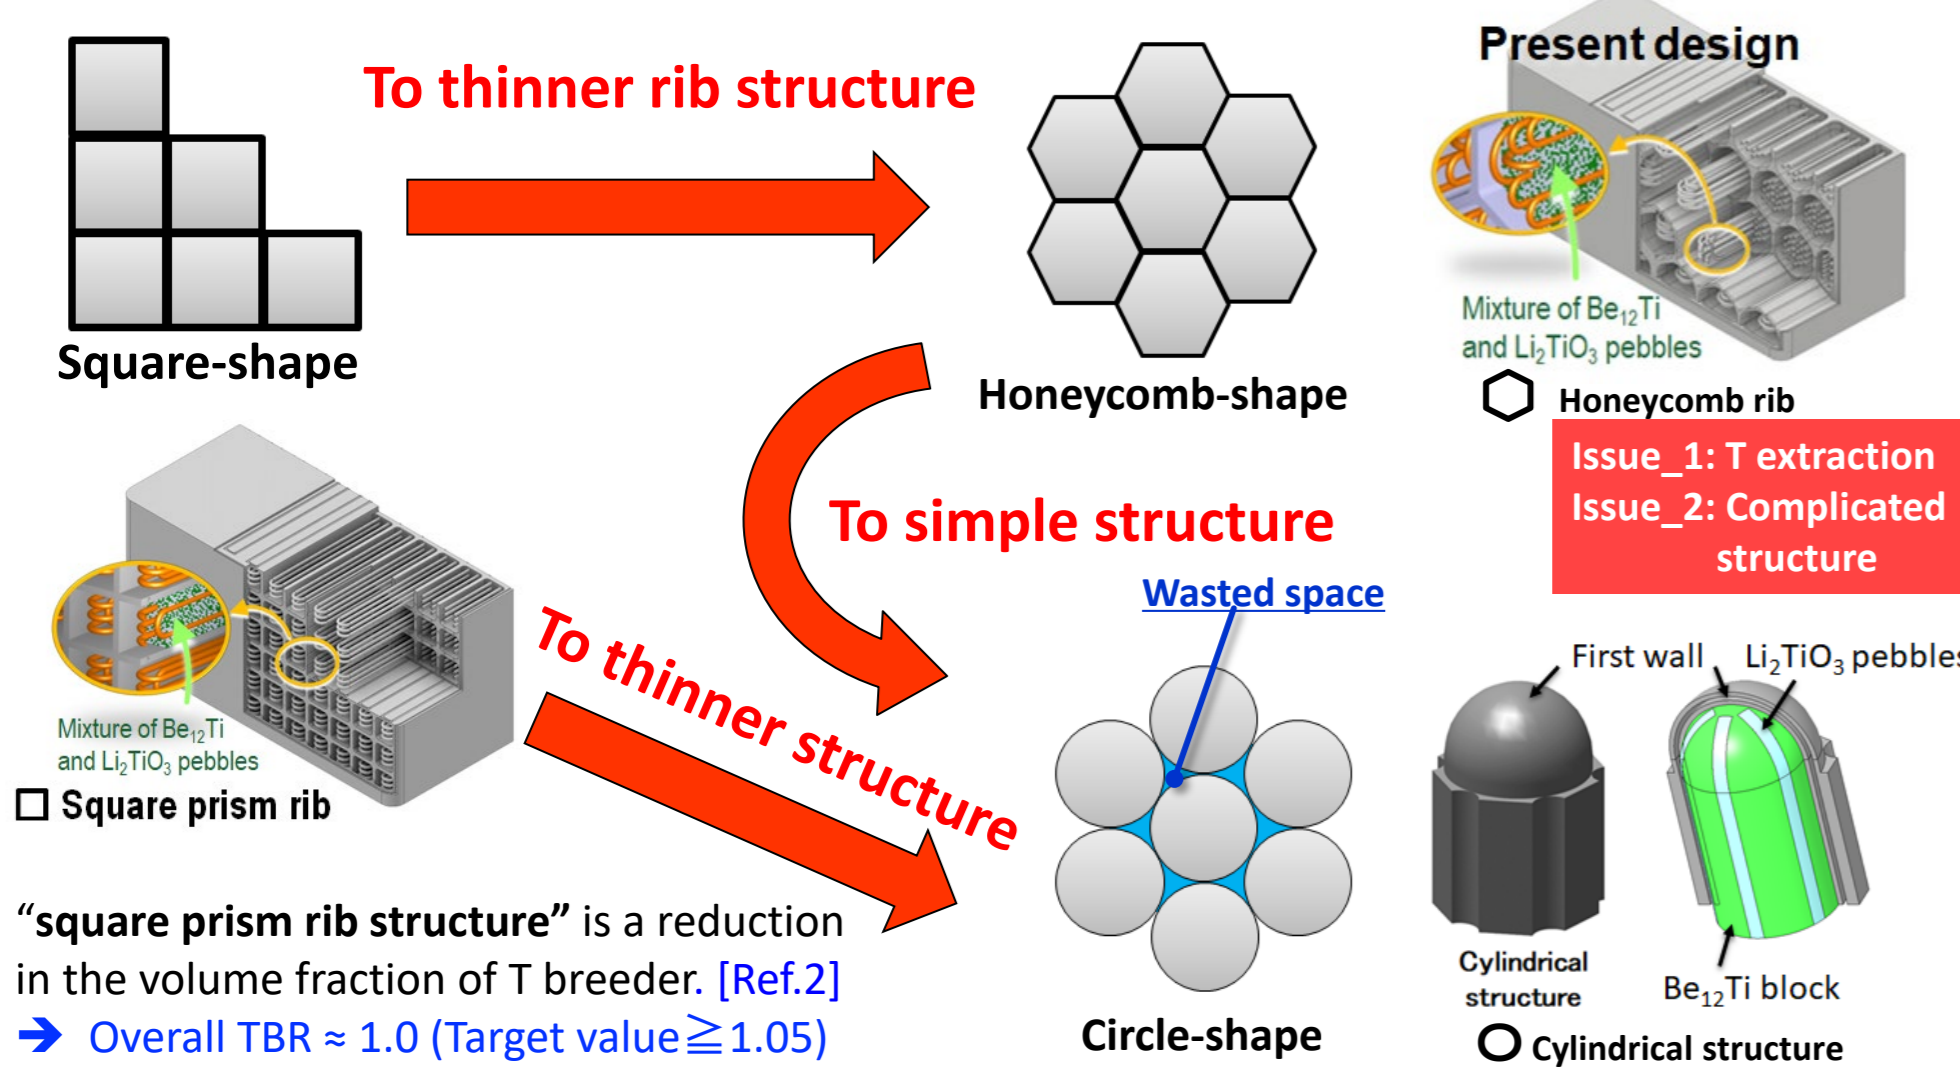 To thinner rib structure
Square-shape
Honeycomb-shape
Present design
Mixture of Be₁₂Ti
and Li₂TiO₃ pebbles
Honeycomb rib
Issue_1: T extraction
Issue_2: Complicated
structure
To simple structure
Wasted space
To thinner structure
Mixture of Be₁₂Ti
and Li₂TiO₃ pebbles
Square prism rib
“square prism rib structure” is a reduction
in the volume fraction of T breeder. [Ref.2]
➔ Overall TBR ≈ 1.0 (Target value≧1.05)
Circle-shape
First wall
Li₂TiO₃ pebbles
Cylindrical
structure
Be₁₂Ti block
Cylindrical structure